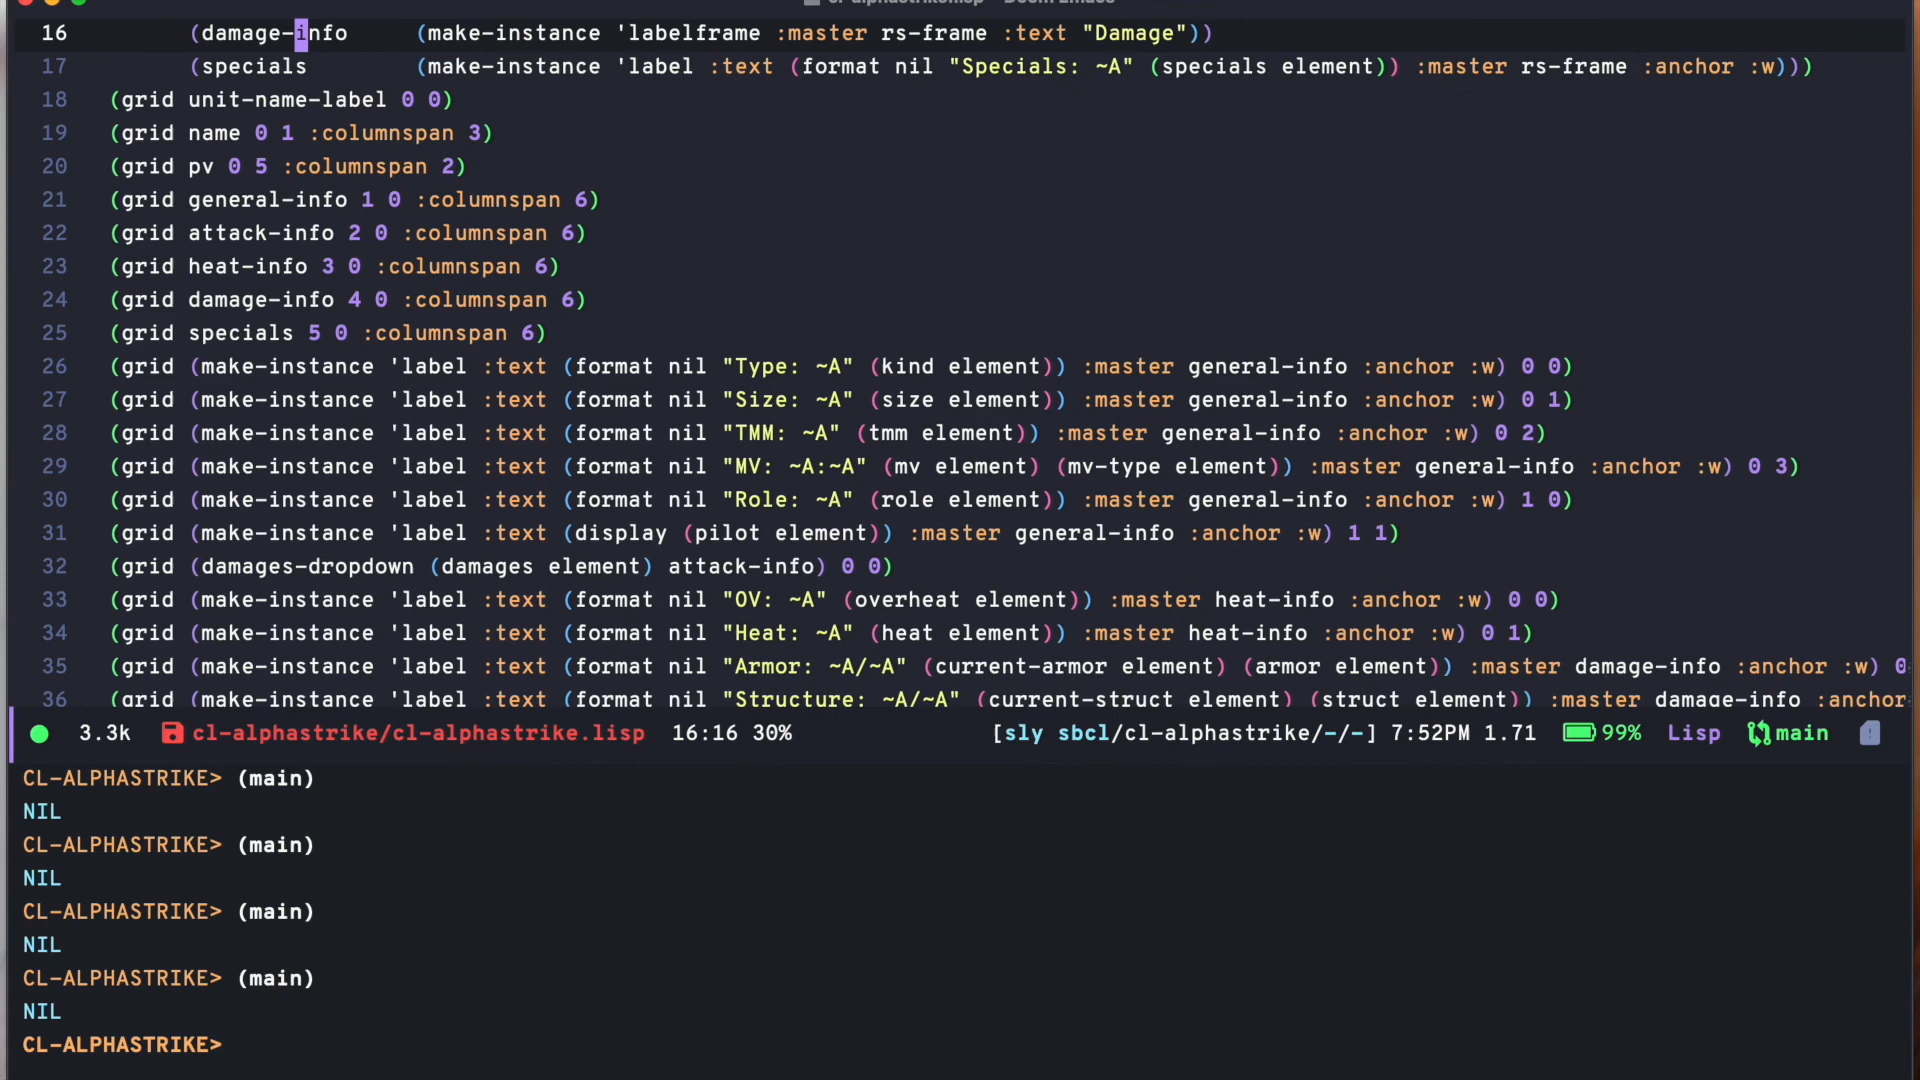 16 (damage-info (make-instance 'labelframe :master rs-frame :text "Damage"))
17 (specials (make-instance 'label :text (format nil "Specials: ~A" (specials element)) :master rs-frame :anchor :w)))
18 (grid unit-name-label 0 0)
19 (grid name 0 1 :columnspan 3)
20 (grid pv 0 5 :columnspan 2)
21 (grid general-info 1 0 :columnspan 6)
22 (grid attack-info 2 0 :columnspan 6)
23 (grid heat-info 3 0 :columnspan 6)
24 (grid damage-info 4 0 :columnspan 6)
25 (grid specials 5 0 :columnspan 6)
26 (grid (make-instance 'label :text (format nil "Type: ~A" (kind element)) :master general-info :anchor :w) 0 0)
27 (grid (make-instance 'label :text (format nil "Size: ~A" (size element)) :master general-info :anchor :w) 0 1)
28 (grid (make-instance 'label :text (format nil "TMM: ~A" (tmm element)) :master general-info :anchor :w) 0 2)
29 (grid (make-instance 'label :text (format nil "MV: ~A:~A" (mv element) (mv-type element)) :master general-info :anchor :w) 0 3)
30 (grid (make-instance 'label :text (format nil "Role: ~A" (role element)) :master general-info :anchor :w) 1 0)
31 (grid (make-instance 'label :text (display (pilot element)) :master general-info :anchor :w) 1 1)
32 (grid (damages-dropdown (damages element) attack-info) 0 0)
33 (grid (make-instance 'label :text (format nil "OV: ~A" (overheat element)) :master heat-info :anchor :w) 0 0)
34 (grid (make-instance 'label :text (format nil "Heat: ~A" (heat element)) :master heat-info :anchor :w) 0 1)
35 (grid (make-instance 'label :text (format nil "Armor: ~A/~A" (current-armor element) (armor element)) :master damage-info :anchor :w) 0
36 (grid (make-instance 'label :text (format nil "Structure: ~A/~A" (current-struct element) (struct element)) :master damage-info :anchor
3.3k cl-alphastrike/cl-alphastrike.lisp 16:16 30% [sly sbcl/cl-alphastrike/-/-] 7:52PM 1.71 99% Lisp main
CL-ALPHASTRIKE> (main)
NIL
CL-ALPHASTRIKE> (main)
NIL
CL-ALPHASTRIKE> (main)
NIL
CL-ALPHASTRIKE> (main)
NIL
CL-ALPHASTRIKE>